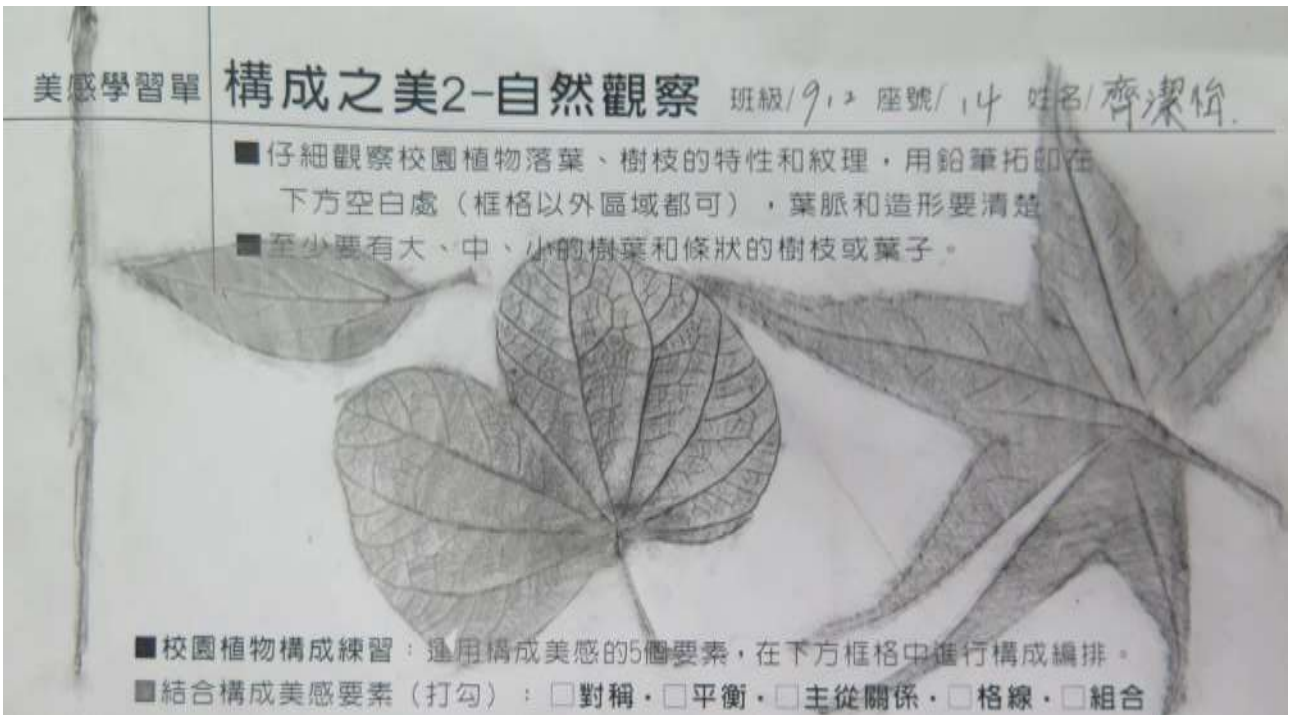 美感學習單
構成之美2-自然觀察 班級/912 座號/14 姓名/齊潔
■仔細觀察校園植物落葉、樹枝的特性和紋理，用鉛筆拓印在
下方空白處（框格以外區域都可），葉脈和造形要清楚
■至少要有大、中、小的樹葉和條狀的樹枝或葉子。
■校園植物構成練習：運用構成美感的5個要素，在下方框格中進行構成編排。
■結合構成美感要素（打勾）：□對稱・□平衡・□主從關係・□格線・□組合